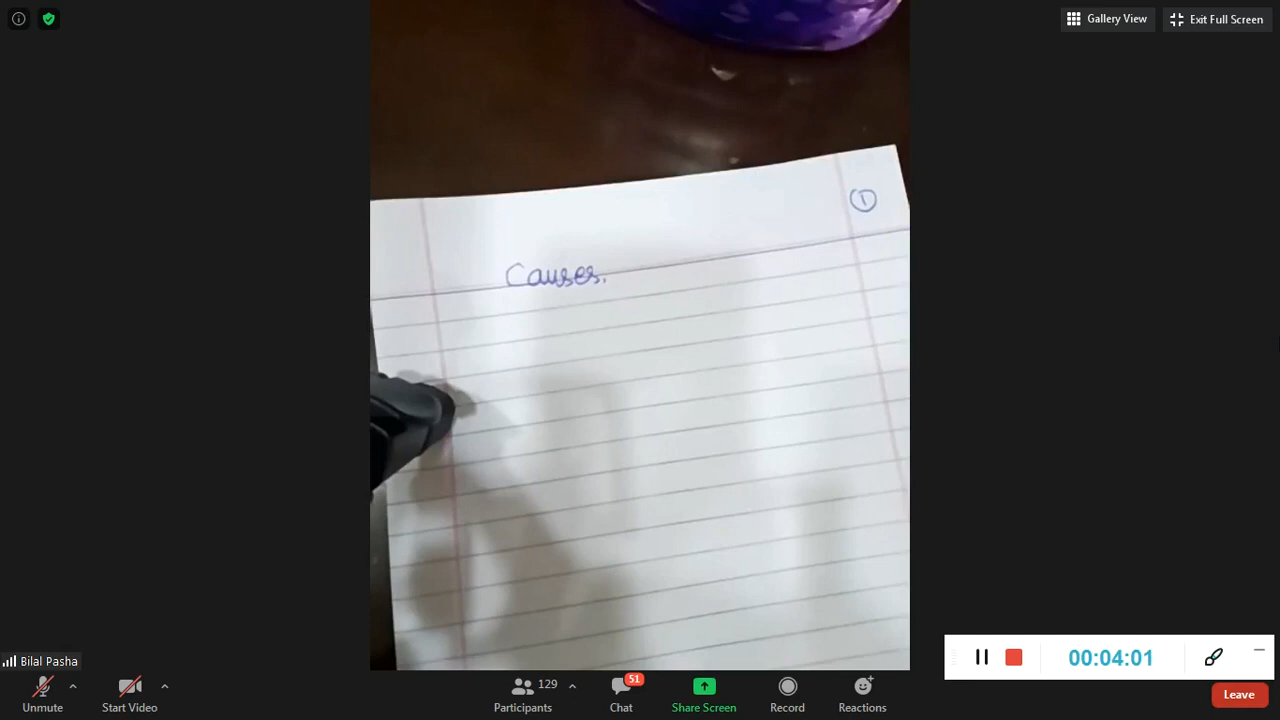 Gallery View
Exit Full Screen
1
Causes.
Bilal Pasha
00:04:01
Unmute
Start Video
129
Participants
51
Chat
Share Screen
Record
Reactions
Leave